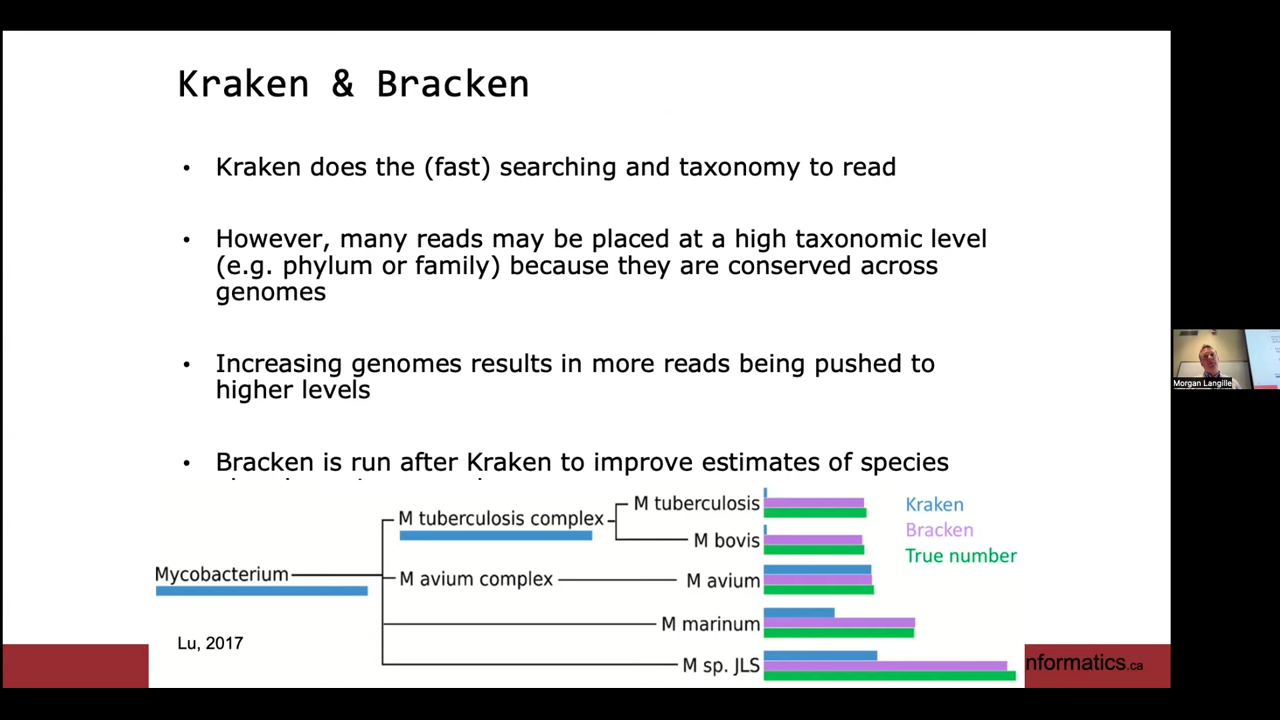 Kraken & Bracken
• Kraken does the (fast) searching and taxonomy to read
• However, many reads may be placed at a high taxonomic level
(e.g. phylum or family) because they are conserved across
genomes
• Increasing genomes results in more reads being pushed to
higher levels
• Bracken is run after Kraken to improve estimates of species
M tuberculosis
Kraken
M tuberculosis complex
Bracken
M bovis
True number
Mycobacterium
M avium complex
M avium
M marinum
Lu, 2017
M sp. JLS
nformatics.ca
Morgan Langille